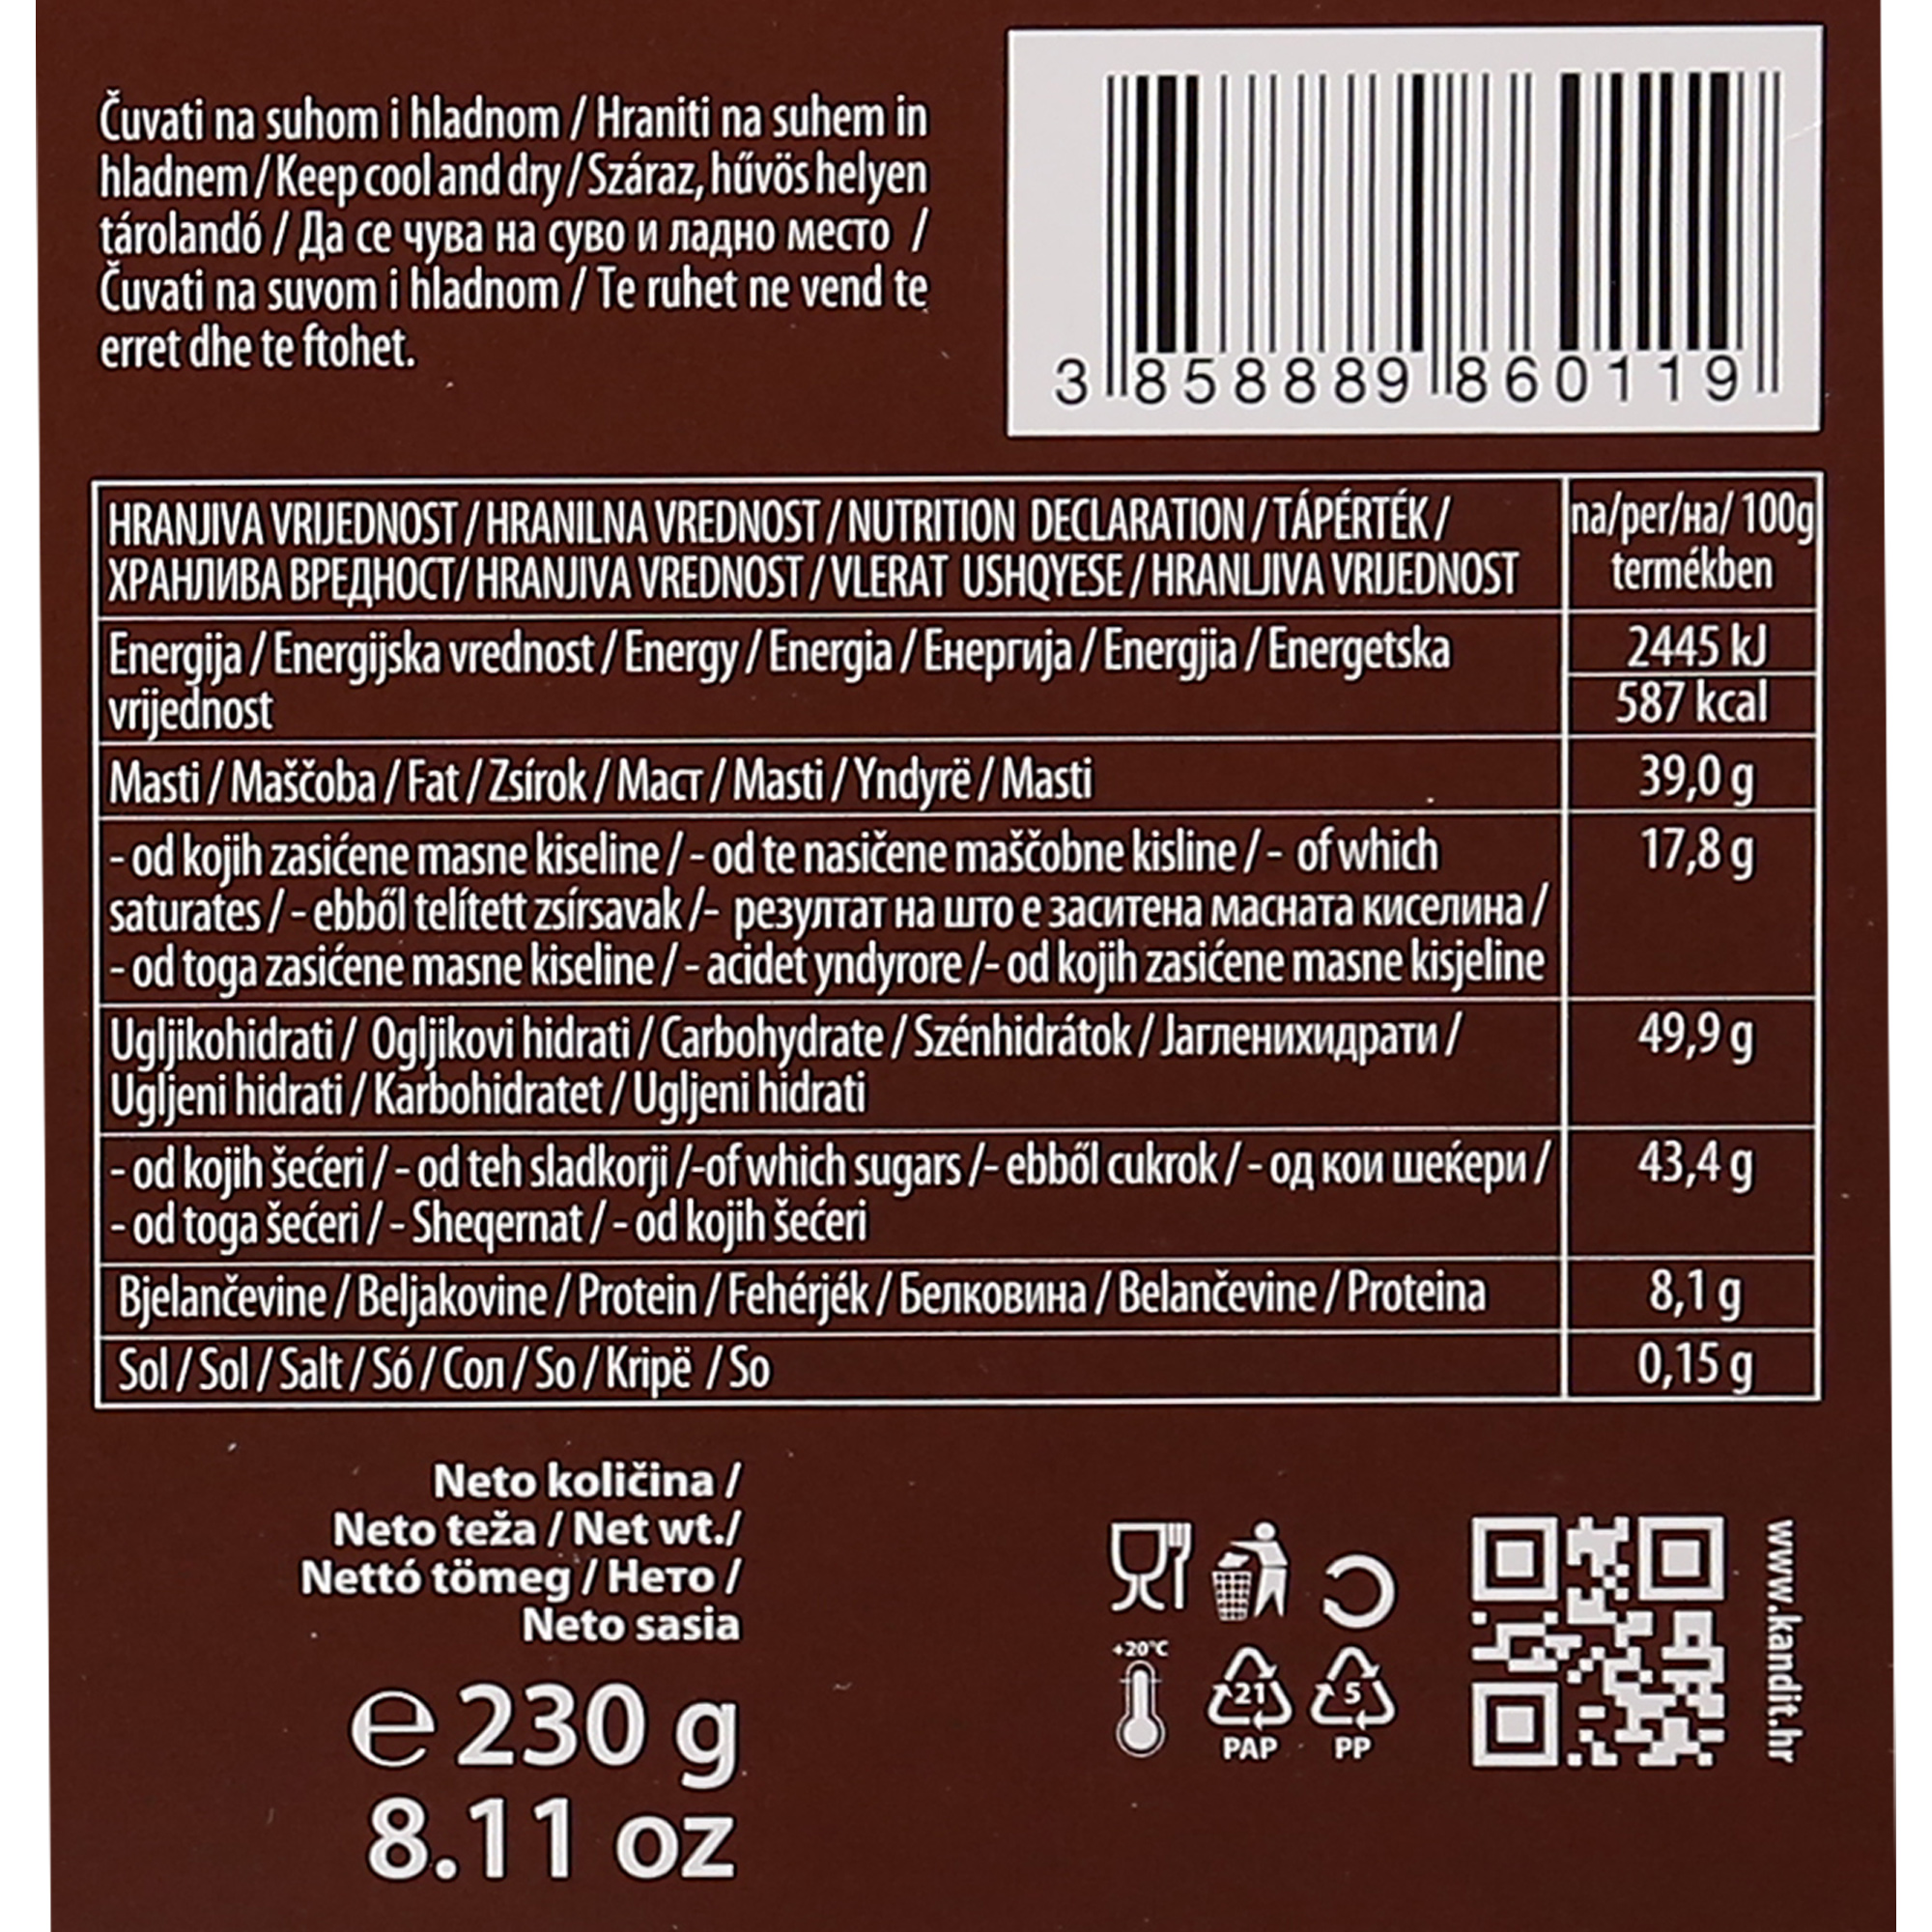 Čuvati na suhom i hladnom / Hraniti na suhem in
hladnem / Keep cool and dry / Száraz, hűvös helyen
tárolandó / Да се чува на суво и ладно место /
Čuvati na suvom i hladnom / Te ruhet ne vend te
erret dhe te ftohet.
3 858889 860119
HRANJIVA VRIJEDNOST / HRANILNA VREDNOST / NUTRITION DECLARATION / TÁPÉRTÉK /
ХРАНЛИВА ВРЕДНОСТ/ HRANJIVA VREDNOST / VLERAT USHQYESE / HRANLJIVA VRIJEDNOST
na/per/на/ 100g
termékben
Energija / Energijska vrednost / Energy / Energia / Енергија / Energjia / Energetska
vrijednost
2445 kJ
587 kcal
Masti / Maščoba / Fat / Zsírok / Маст / Masti / Yndyrë / Masti
39,0 g
- od kojih zasićene masne kiseline / - od te nasičene maščobne kisline / - of which
saturates / - ebből telített zsírsavak /- резултат на што е заситена масната киселина /
- od toga zasićene masne kiseline / - acidet yndyrore /- od kojih zasićene masne kisjeline
17,8 g
Ugljikohidrati / Ogljikovi hidrati / Carbohydrate / Szénhidrátok / Јагленихидрати /
Ugljeni hidrati / Karbohidratet / Ugljeni hidrati
49,9 g
- od kojih šećeri / - od teh sladkorji /-of which sugars /- ebből cukrok / - од кои шеќери /
- od toga šećeri / - Sheqernat / - od kojih šećeri
43,4 g
Bjelančevine / Beljakovine / Protein / Fehérjék / Белковина / Belančevine / Proteina
8,1 g
Sol / Sol / Salt / Só / Сол / So / Kripë / So
0,15 g
Neto količina /
Neto teža / Net wt./
Nettó tömeg / Нето /
Neto sasia
e 230 g
8.11 oz
+20°C
21
PAP
5
PP
www.kandit.hr